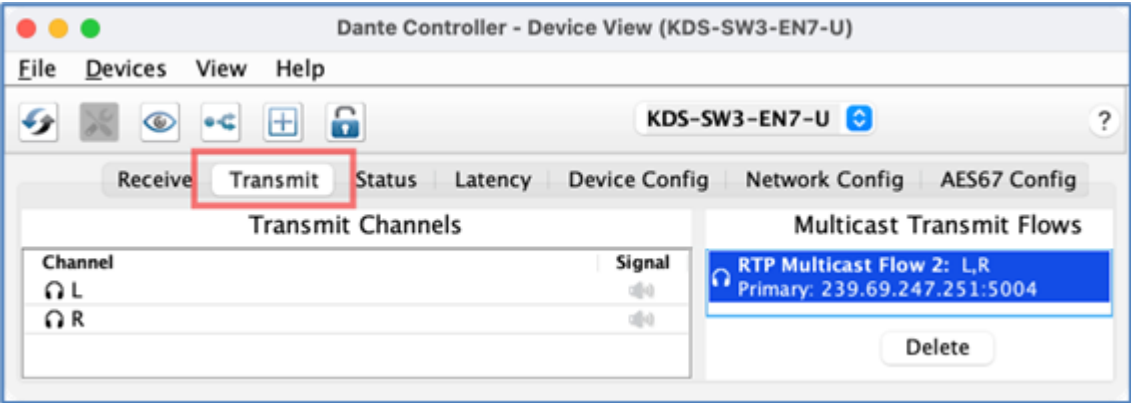 Dante Controller - Device View (KDS-SW3-EN7-U)
File Devices View Help
KDS-SW3-EN7-U ?
Receive Transmit Status Latency Device Config Network Config AES67 Config
Transmit Channels
Channel Signal
L
R
Multicast Transmit Flows
RTP Multicast Flow 2: L,R
Primary: 239.69.247.251:5004
Delete